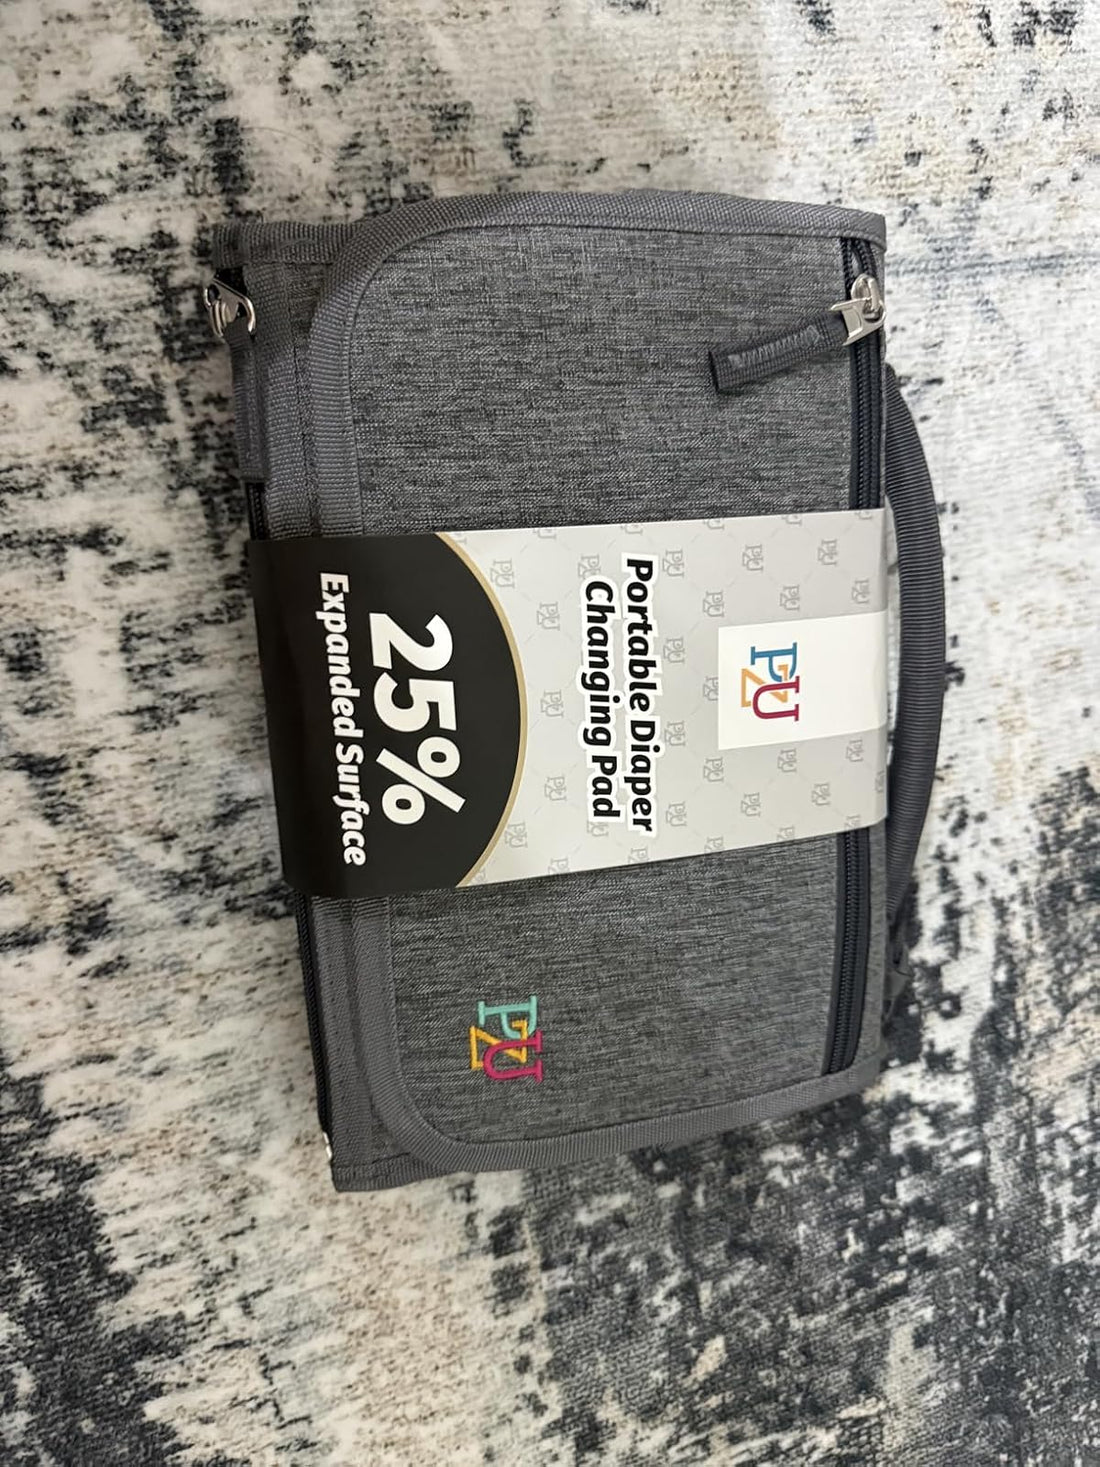 PZU
Portable Diaper
Changing Pad
25%
Expanded Surface
PZU